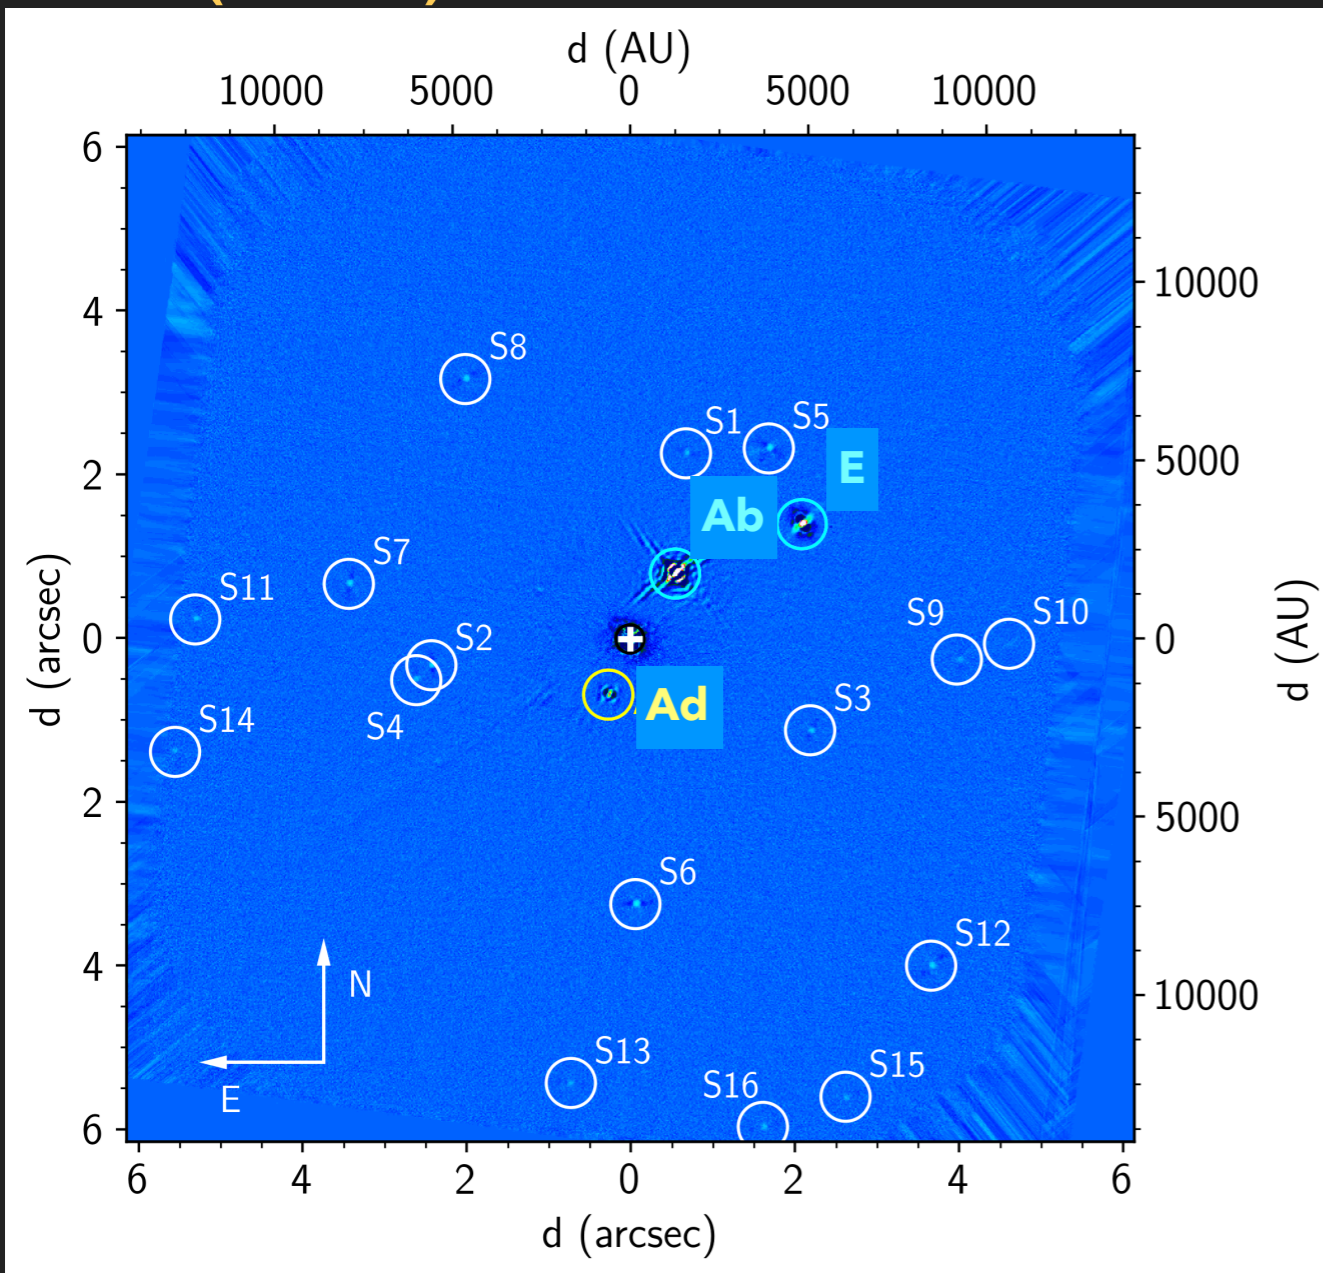 d (AU)
10000 5000 0 5000 10000
6
4
2
0
2
4
6
d (arcsec)
10000
5000
0
5000
10000
d (AU)
S8
S1 S5
E
Ab
S7
S11
S2
S9 S10
S4
Ad
S3
S14
S6
S12
N
E
S13
S16 S15
6 4 2 0 2 4 6
d (arcsec)